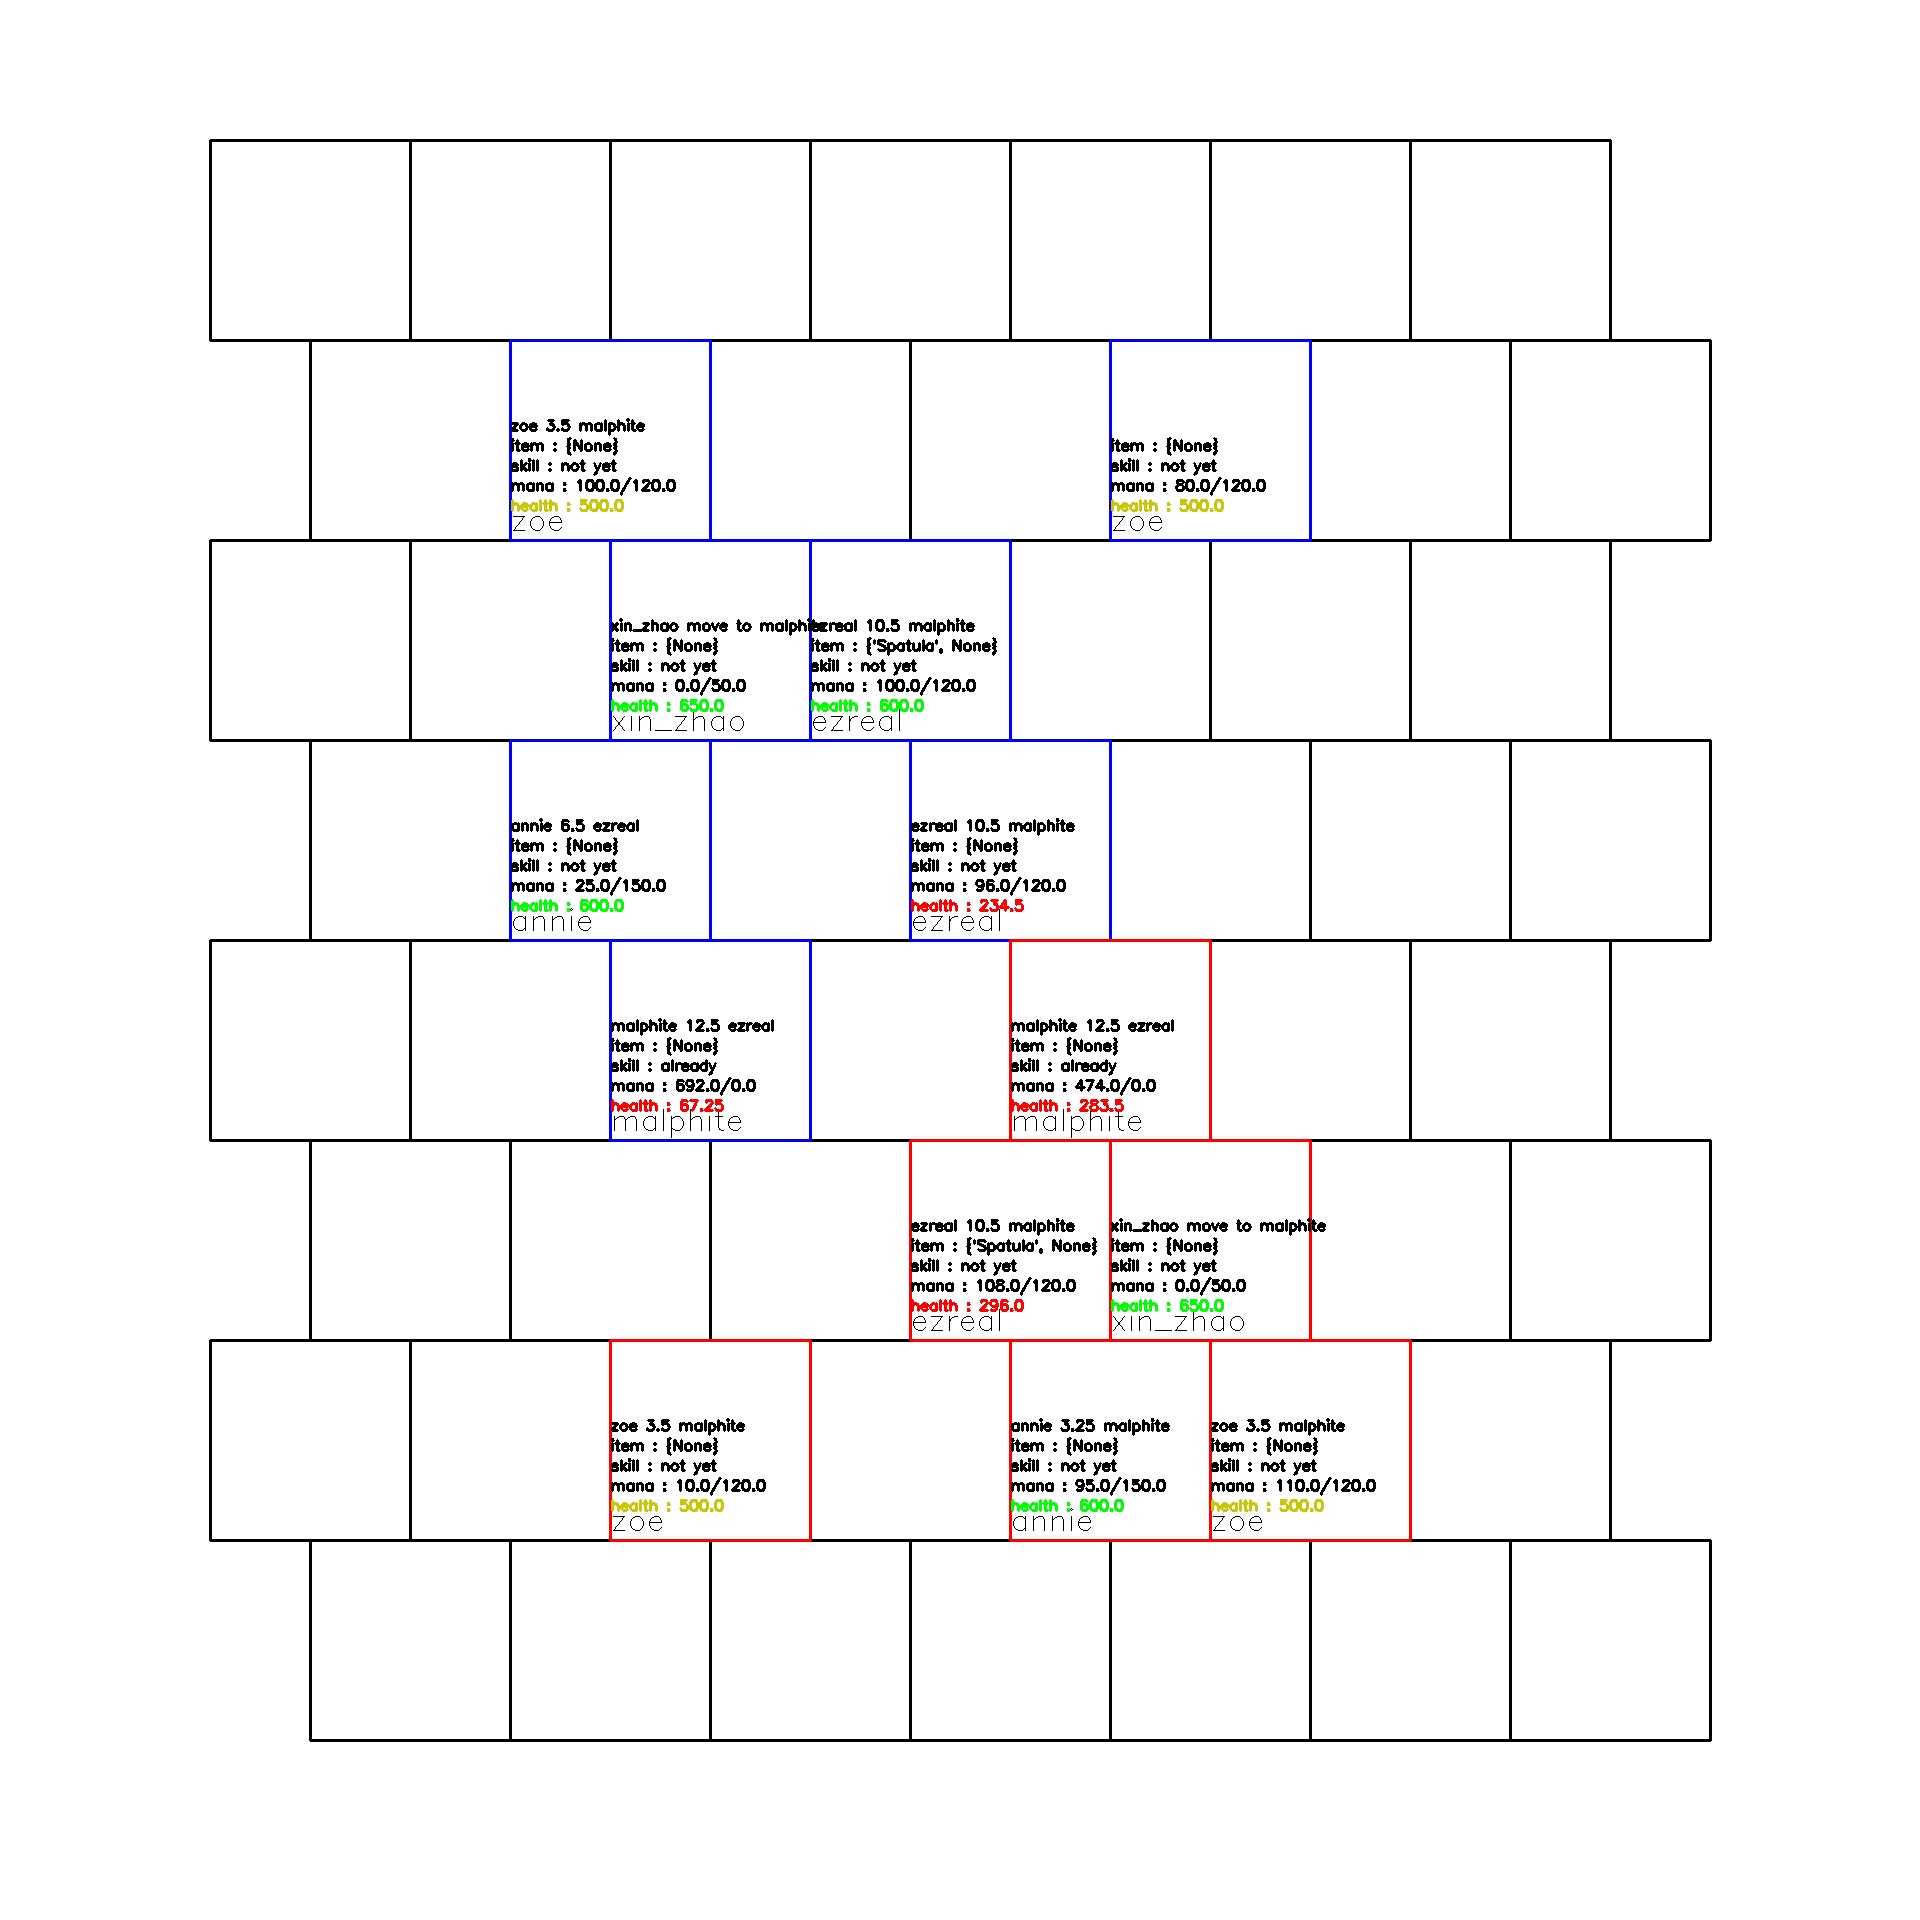 zoe 3.5 malphite
item : {None}
skill : not yet
mana : 100.0/120.0
health : 500.0
zoe
item : {None}
skill : not yet
mana : 80.0/120.0
health : 500.0
zoe
xin_zhao move to malphite
item : {None}
skill : not yet
mana : 0.0/50.0
health : 650.0
xin_zhao
ezreal 10.5 malphite
item : {'Spatula', None}
skill : not yet
mana : 100.0/120.0
health : 600.0
ezreal
annie 6.5 ezreal
item : {None}
skill : not yet
mana : 25.0/150.0
health : 600.0
annie
ezreal 10.5 malphite
item : {None}
skill : not yet
mana : 96.0/120.0
health : 234.5
ezreal
malphite 12.5 ezreal
item : {None}
skill : already
mana : 692.0/0.0
health : 67.25
malphite
malphite 12.5 ezreal
item : {None}
skill : already
mana : 474.0/0.0
health : 283.5
malphite
ezreal 10.5 malphite
item : {'Spatula', None}
skill : not yet
mana : 108.0/120.0
health : 296.0
ezreal
xin_zhao move to malphite
item : {None}
skill : not yet
mana : 0.0/50.0
health : 650.0
xin_zhao
zoe 3.5 malphite
item : {None}
skill : not yet
mana : 10.0/120.0
health : 500.0
zoe
annie 3.25 malphite
item : {None}
skill : not yet
mana : 95.0/150.0
health : 600.0
annie
zoe 3.5 malphite
item : {None}
skill : not yet
mana : 110.0/120.0
health : 500.0
zoe